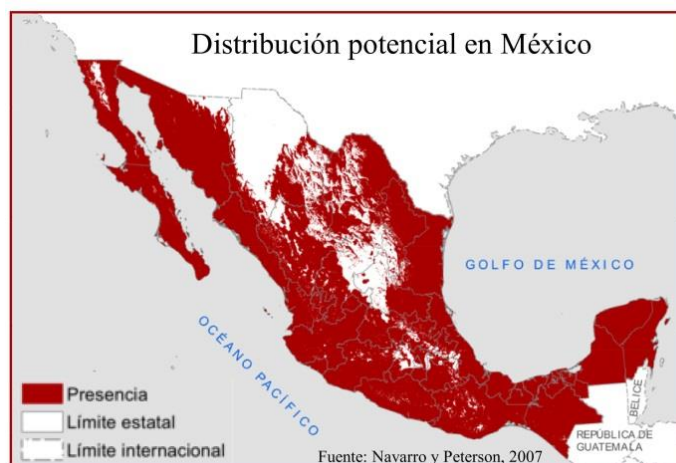 Distribución potencial en México
GOLFO DE MÉXICO
OCÉANO PACÍFICO
Presencia
Límite estatal
Límite internacional
BELICE
REPÚBLICA DE
GUATEMALA
Fuente: Navarro y Peterson, 2007